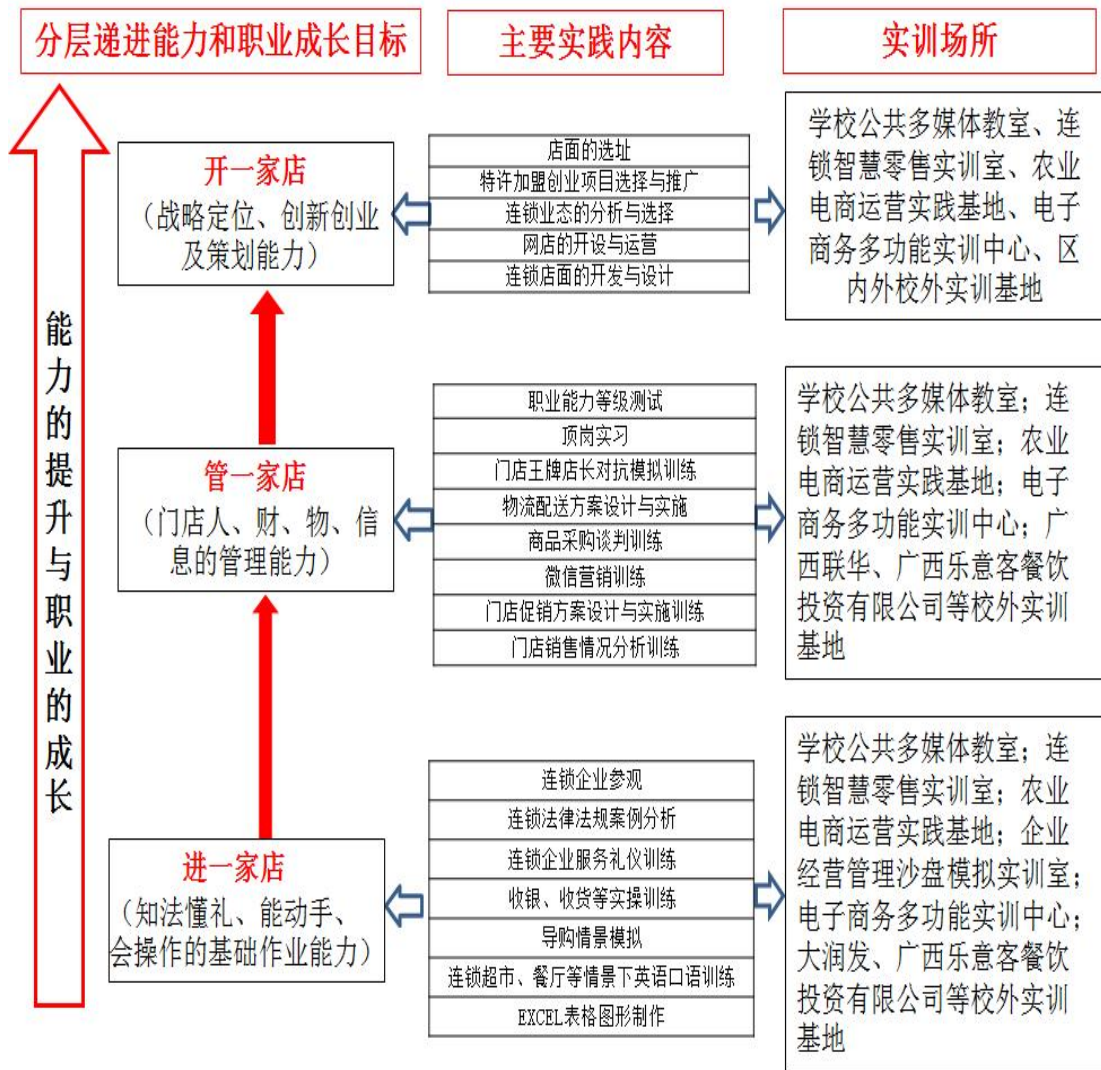 分层递进能力和职业成长目标
主要实践内容
实训场所
能力的提升与职业的成长
开一家店
（战略定位、创新创业
及策划能力）
店面的选址
特许加盟创业项目选择与推广
连锁业态的分析与选择
网店的开设与运营
连锁店面的开发与设计
学校公共多媒体教室、连
锁智慧零售实训室、农业
电商运营实践基地、电子
商务多功能实训中心、区
内外校外实训基地
管一家店
（门店人、财、物、信
息的管理能力）
职业能力等级测试
顶岗实习
门店王牌店长对抗模拟训练
物流配送方案设计与实施
商品采购谈判训练
微信营销训练
门店促销方案设计与实施训练
门店销售情况分析训练
学校公共多媒体教室；连
锁智慧零售实训室；农业
电商运营实践基地；电子
商务多功能实训中心；广
西联华、广西乐意客餐饮
投资有限公司等校外实训
基地
进一家店
（知法懂礼、能动手、
会操作的基础作业能力）
连锁企业参观
连锁法律法规案例分析
连锁企业服务礼仪训练
收银、收货等实操训练
导购情景模拟
连锁超市、餐厅等情景下英语口语训练
EXCEL表格图形制作
学校公共多媒体教室；连
锁智慧零售实训室；农业
电商运营实践基地；企业
经营管理沙盘模拟实训室；
电子商务多功能实训中心；
大润发、广西乐意客餐饮
投资有限公司等校外实训
基地